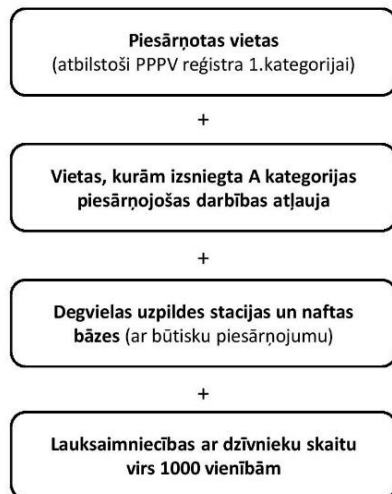 Piesārņotas vietas
(atbilstoši PPPV reģistra 1.kategorijai)
+
Vietas, kurām izsniegta A kategorijas
piesārņojošas darbības atļauja
+
Degvielas uzpildes stacijas un naftas
bāzes (ar būtisku piesārņojumu)
+
Lauksaimniecības ar dzīvnieku skaitu
virs 1000 vienībām